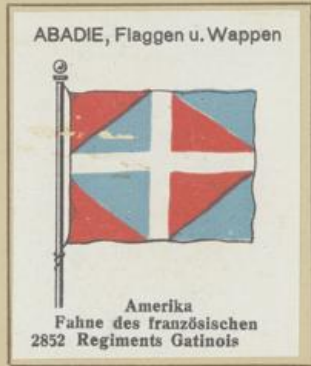 ABADIE, Flaggen u. Wappen
Amerika
Fahne des französischen
2852 Regiments Gatinois